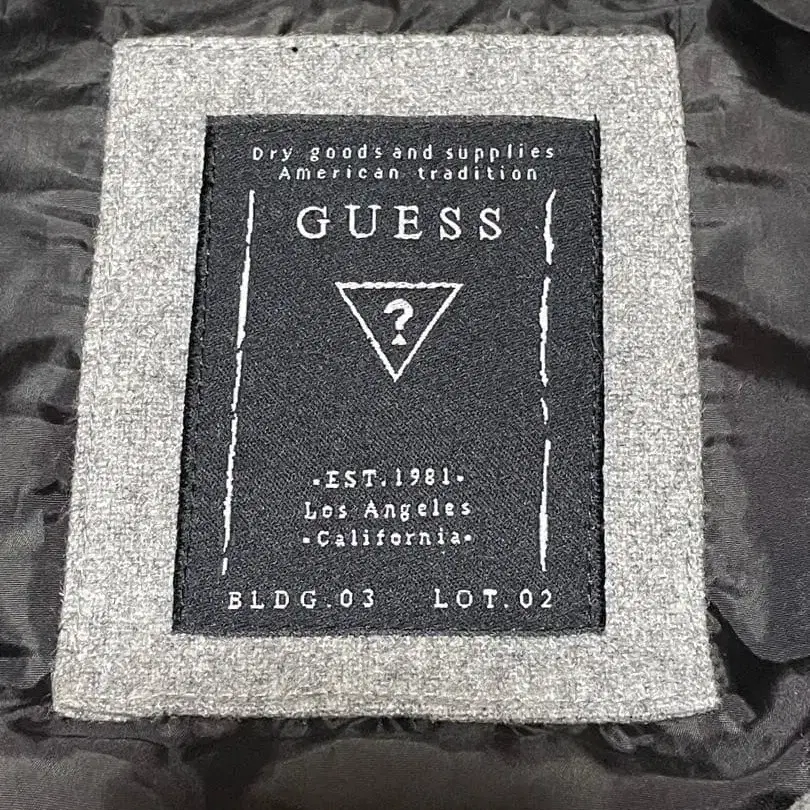 Dry goods and supplies
American tradition
GUESS
?
-EST.1981-
Los Angeles
-California-
BLDG.03 LOT.02